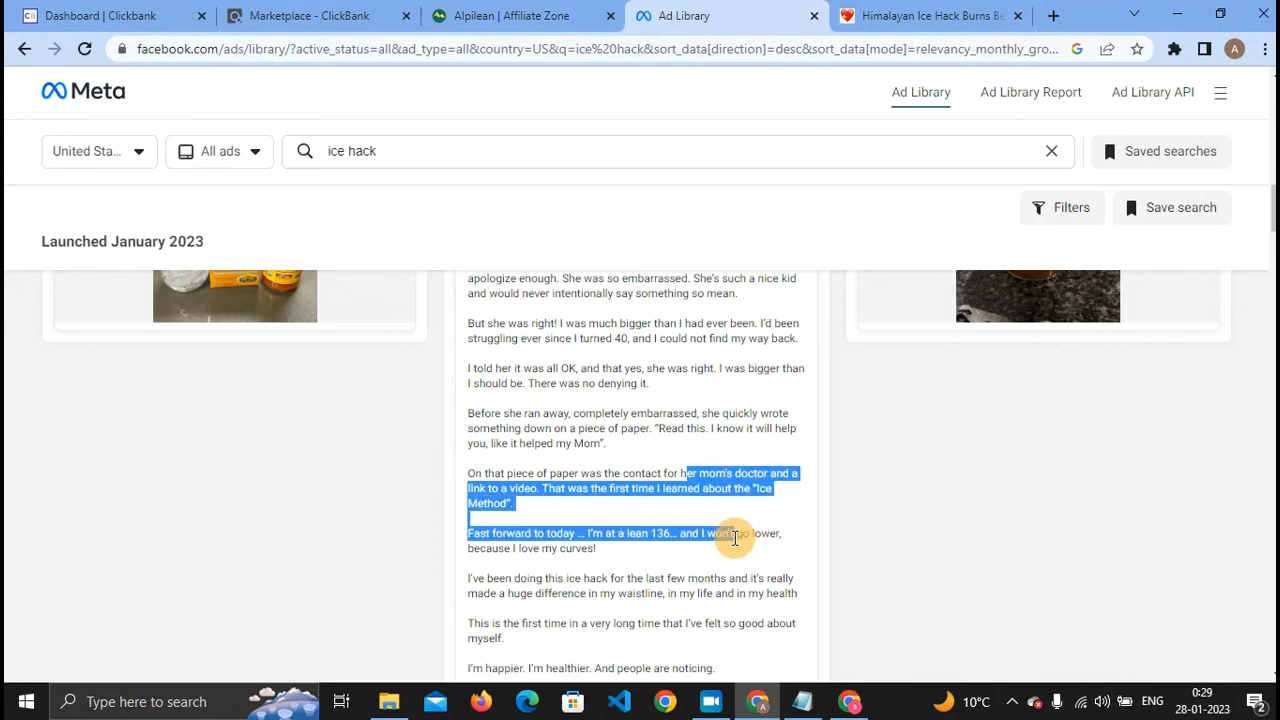 Dashboard | Clickbank
Marketplace - ClickBank
Alpilean | Affiliate Zone
Ad Library
Himalayan Ice Hack Burns Be
facebook.com/ads/library/?active_status=all&ad_type=all&country=US&q=ice%20hack&sort_data[direction]=desc&sort_data[mode]=relevancy_monthly_gro...
A
Meta
Ad Library
Ad Library Report
Ad Library API
United Sta...
All ads
ice hack
Saved searches
Filters
Save search
Launched January 2023
apologize enough. She was so embarrassed. She's such a nice kid
and would never intentionally say something so mean.
But she was right! I was much bigger than I had ever been. I'd been
struggling ever since I turned 40, and I could not find my way back.
I told her it was all OK, and that yes, she was right. I was bigger than
I should be. There was no denying it.
Before she ran away, completely embarrassed, she quickly wrote
something down on a piece of paper. "Read this. I know it will help
you, like it helped my Mom".
On that piece of paper was the contact for her mom's doctor and a
link to a video. That was the first time I learned about the "Ice
Method".
Fast forward to today ... I'm at a lean 136... and I won't go lower,
because I love my curves!
I've been doing this ice hack for the last few months and it's really
made a huge difference in my waistline, in my life and in my health
This is the first time in a very long time that I've felt so good about
myself.
I'm happier. I'm healthier. And people are noticing.
Type here to search
10°C
ENG
0:29
28-01-2023
2